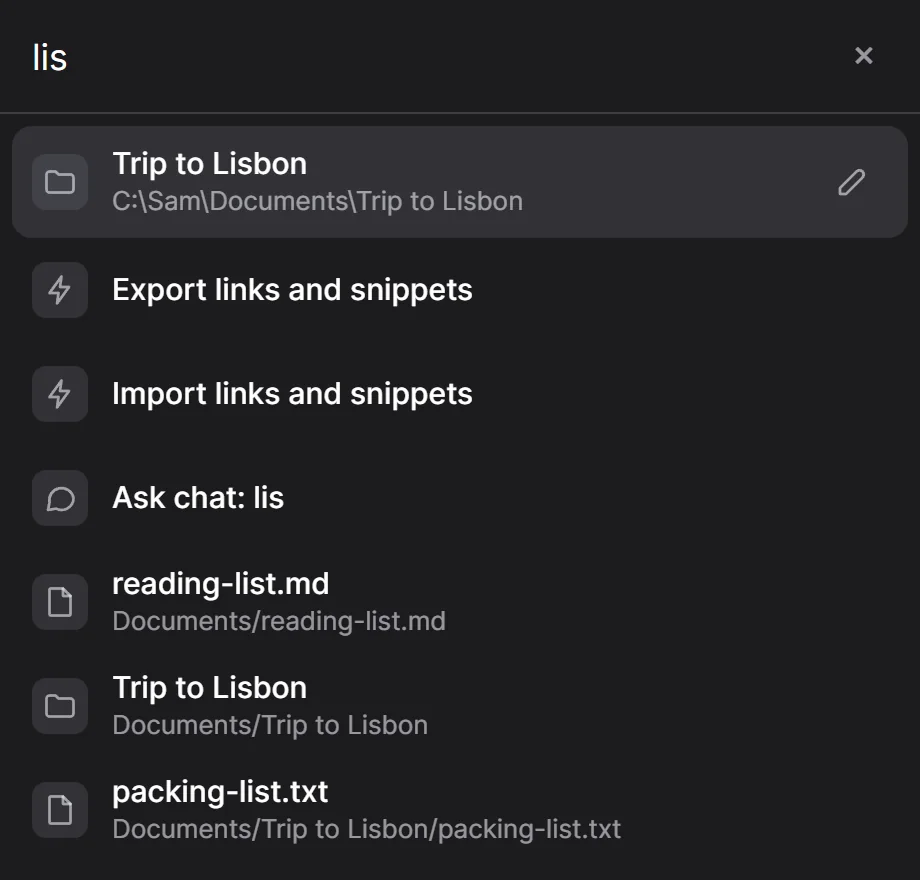 lis
Trip to Lisbon
C:\Sam\Documents\Trip to Lisbon
Export links and snippets
Import links and snippets
Ask chat: lis
reading-list.md
Documents/reading-list.md
Trip to Lisbon
Documents/Trip to Lisbon
packing-list.txt
Documents/Trip to Lisbon/packing-list.txt